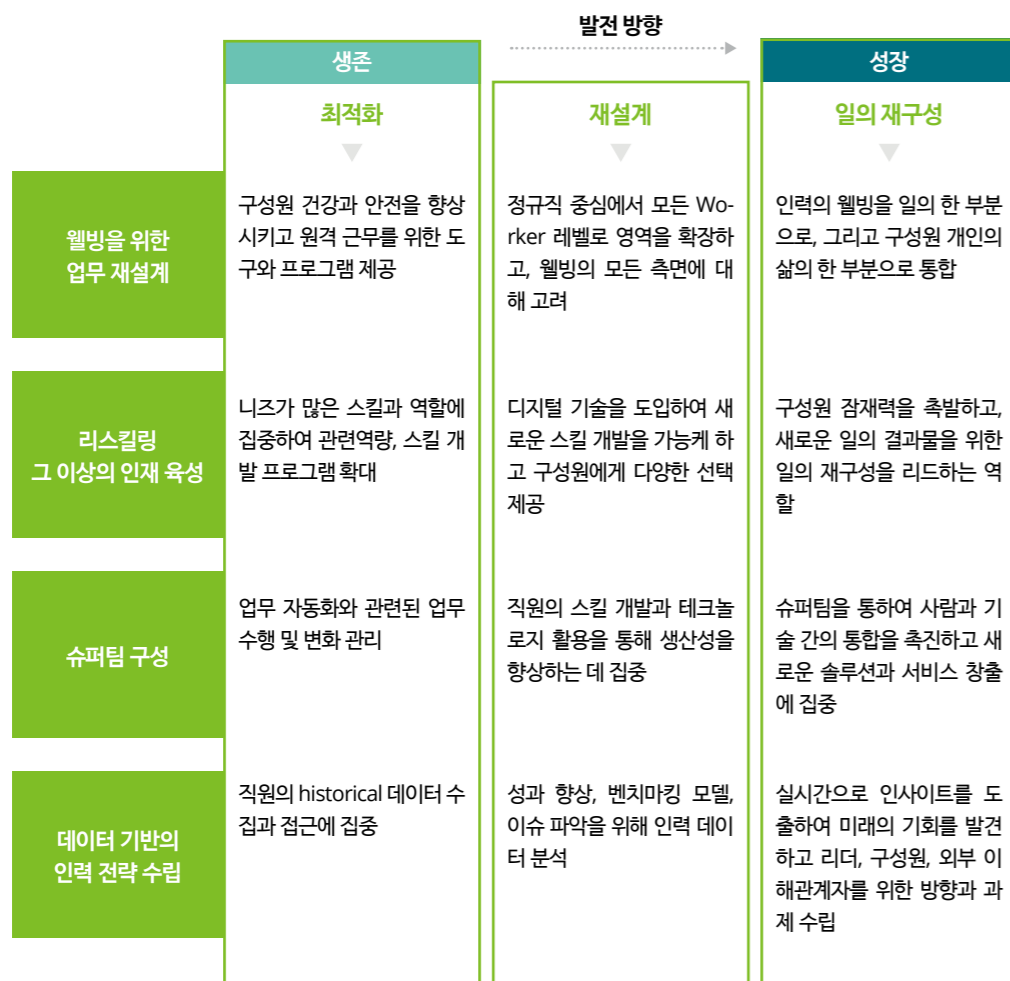 발전 방향
생존
성장
최적화
재설계
일의 재구성
웰빙을 위한
업무 재설계
구성원 건강과 안전을 향상
시키고 원격 근무를 위한 도
구와 프로그램 제공
정규직 중심에서 모든 Wo-
rker 레벨로 영역을 확장하
고, 웰빙의 모든 측면에 대
해 고려
인력의 웰빙을 일의 한 부분
으로, 그리고 구성원 개인의
삶의 한 부분으로 통합
리스킬링
그 이상의 인재 육성
니즈가 많은 스킬과 역할에
집중하여 관련역량, 스킬 개
발 프로그램 확대
디지털 기술을 도입하여 새
로운 스킬 개발을 가능케 하
고 구성원에게 다양한 선택
제공
구성원 잠재력을 촉발하고,
새로운 일의 결과물을 위한
일의 재구성을 리드하는 역
할
슈퍼팀 구성
업무 자동화와 관련된 업무
수행 및 변화 관리
직원의 스킬 개발과 테크놀
로지 활용을 통해 생산성을
향상하는 데 집중
슈퍼팀을 통하여 사람과 기
술 간의 통합을 촉진하고 새
로운 솔루션과 서비스 창출
에 집중
데이터 기반의
인력 전략 수립
직원의 historical 데이터 수
집과 접근에 집중
성과 향상, 벤치마킹 모델,
이슈 파악을 위해 인력 데이
터 분석
실시간으로 인사이트를 도
출하여 미래의 기회를 발견
하고 리더, 구성원, 외부 이
해관계자를 위한 방향과 과
제 수립